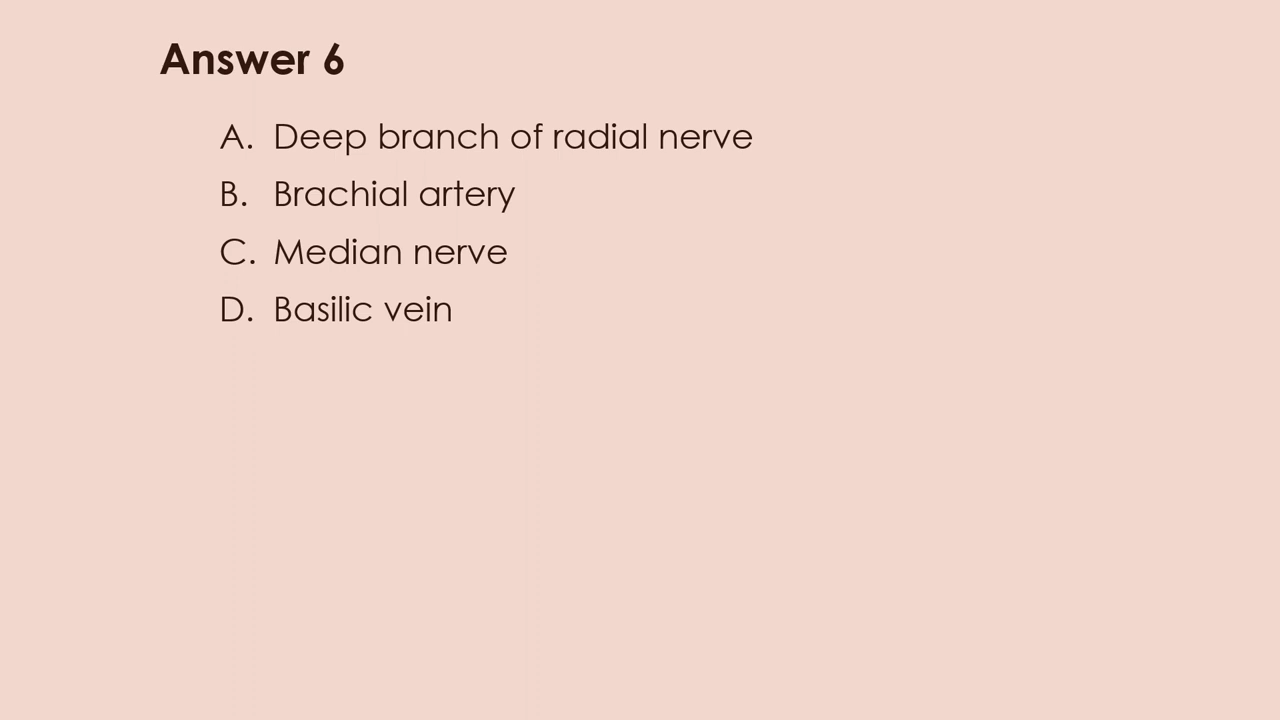 Answer 6
A. Deep branch of radial nerve
B. Brachial artery
C. Median nerve
D. Basilic vein